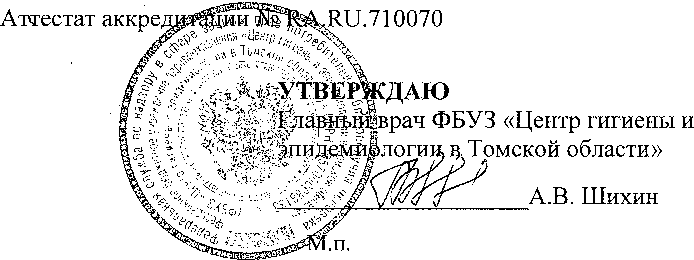 Аттестат аккредитации № RA.RU.710070
УТВЕРЖДАЮ
Главный врач ФБУЗ «Центр гигиены и
эпидемиологии в Томской области»
А.В. Шихин
М.п.